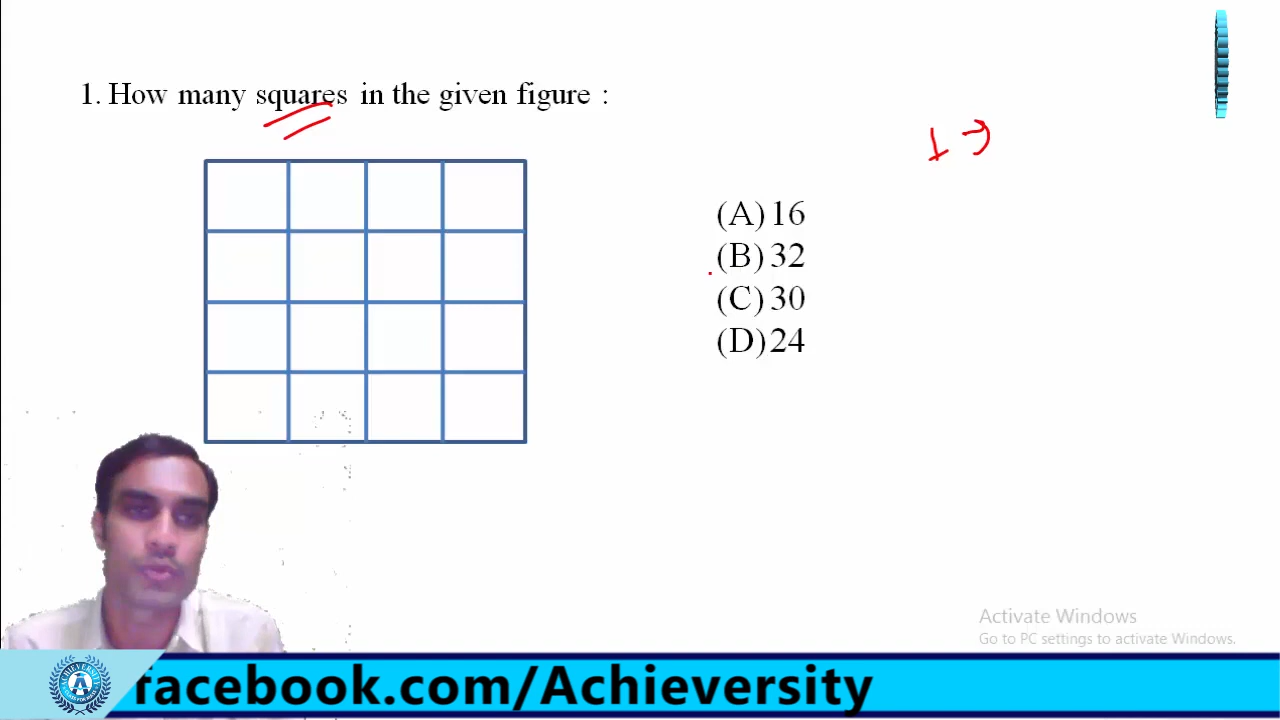 1. How many squares in the given figure :
1 →
(A) 16
(B) 32
(C) 30
(D) 24
Activate Windows
Go to PC settings to activate Windows.
ACHIEVERSITY
A
facebook.com/Achieversity